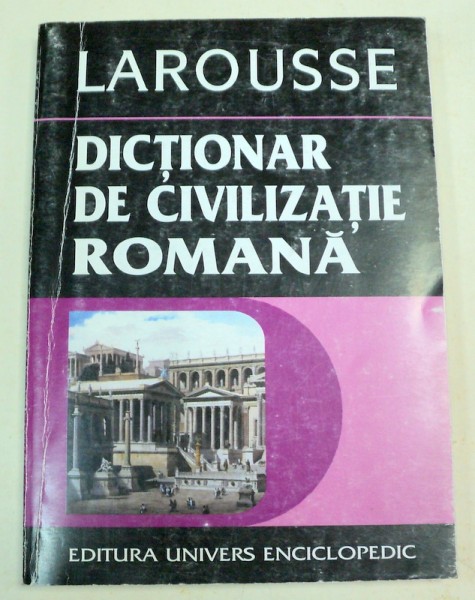 LAROUSSE
DICȚIONAR
DE CIVILIZAȚIE
ROMANĂ
EDITURA UNIVERS ENCICLOPEDIC